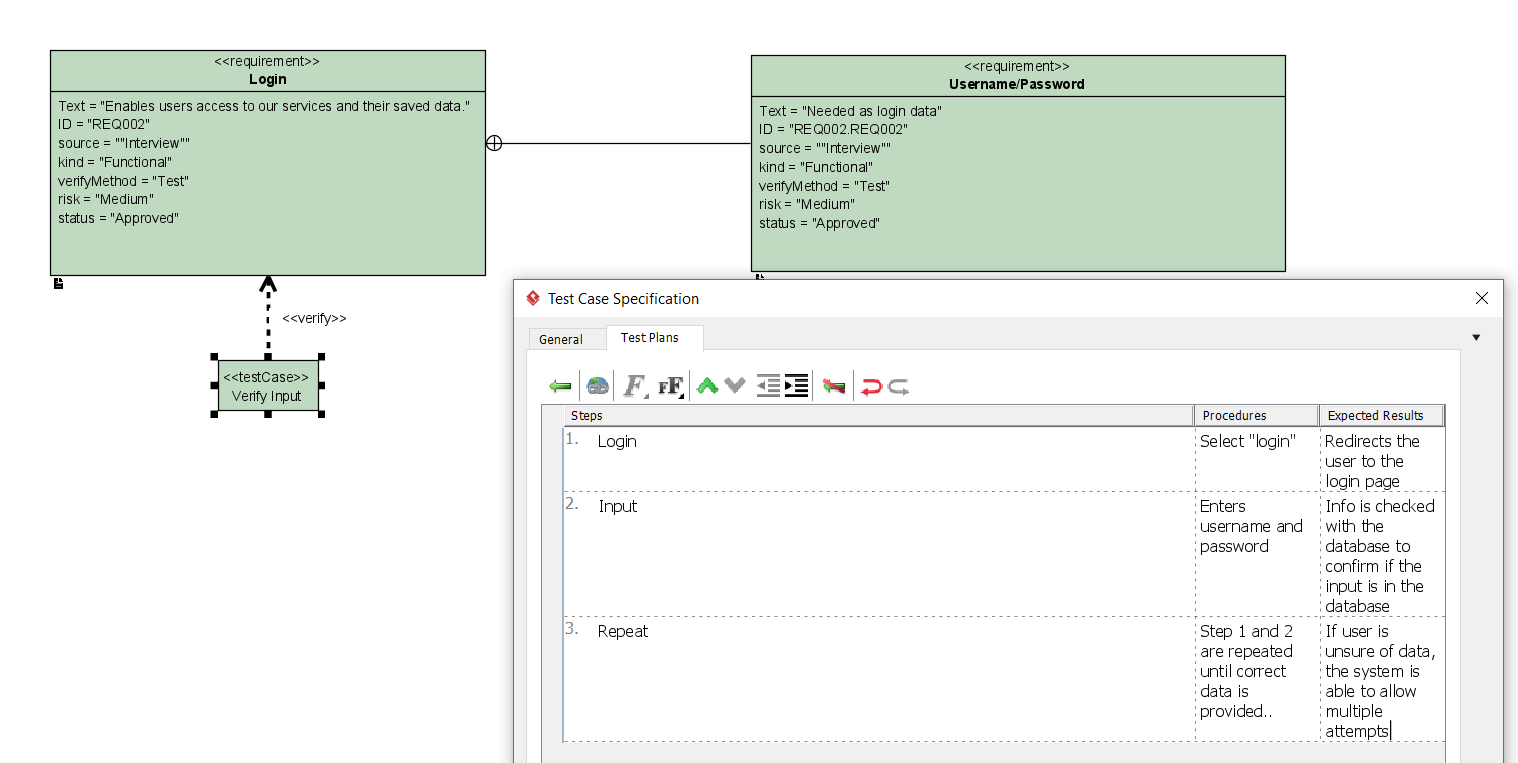 <<requirement>>
Login
Text = "Enables users access to our services and their saved data."
ID = "REQ002"
source = ""Interview""
kind = "Functional"
verifyMethod = "Test"
risk = "Medium"
status = "Approved"
<<requirement>>
Username/Password
Text = "Needed as login data"
ID = "REQ002.REQ002"
source = ""Interview""
kind = "Functional"
verifyMethod = "Test"
risk = "Medium"
status = "Approved"
<<verify>>
<<testCase>>
Verify Input
Test Case Specification
General
Test Plans
F
FF
Steps
Procedures
Expected Results
1.
Login
Select "login"
Redirects the
user to the
login page
2.
Input
Enters
username and
password
Info is checked
with the
database to
confirm if the
input is in the
database
3.
Repeat
Step 1 and 2
are repeated
until correct
data is
provided..
If user is
unsure of data,
the system is
able to allow
multiple
attempts